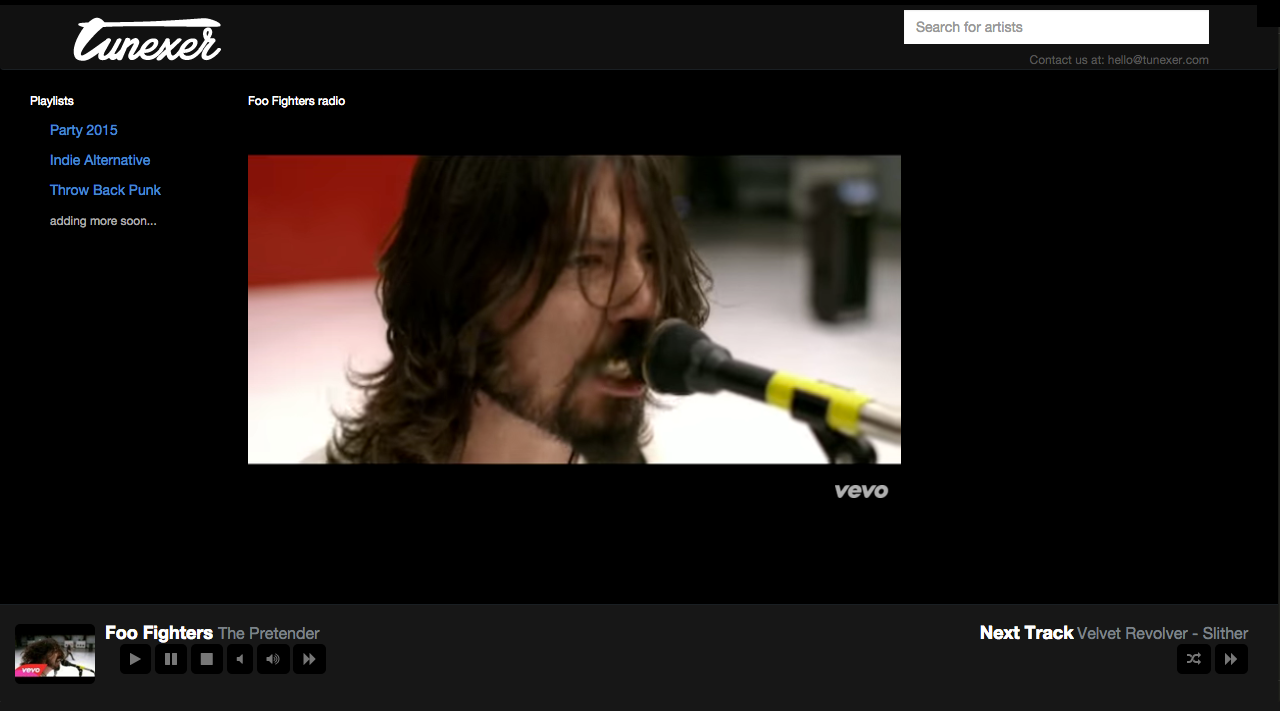 tunexer
Search for artists
Contact us at: hello@tunexer.com
Playlists
Party 2015
Indie Alternative
Throw Back Punk
adding more soon...
Foo Fighters radio
vevo
vevo
Foo Fighters The Pretender
Next Track Velvet Revolver - Slither